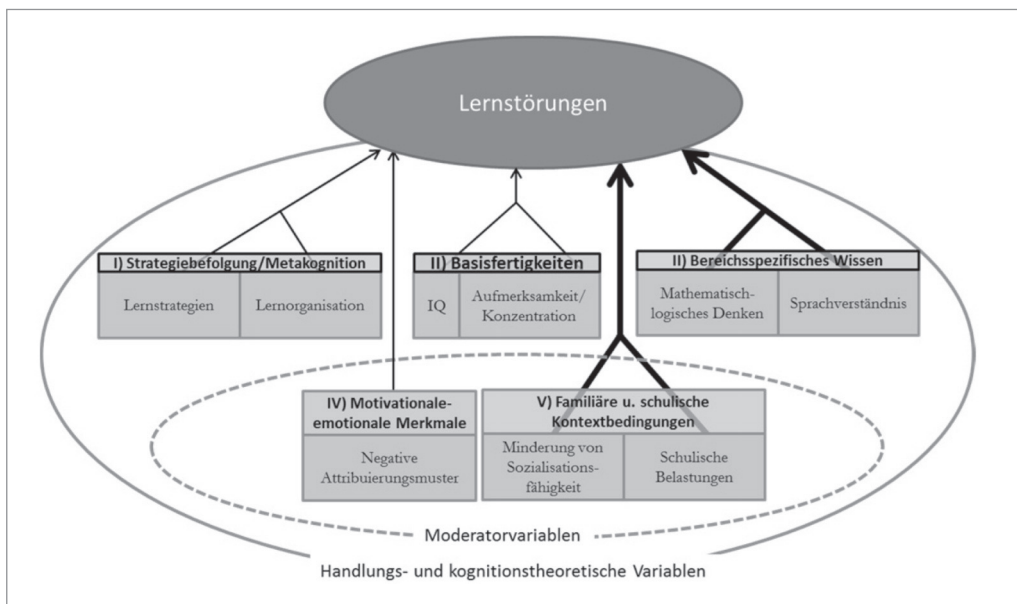 Lernstörungen
I) Strategiebefolgung/Metakognition
Lernstrategien
Lernorganisation
II) Basisfertigkeiten
IQ
Aufmerksamkeit/
Konzentration
II) Bereichsspezifisches Wissen
Mathematisch-
logisches Denken
Sprachverständnis
IV) Motivationale-
emotionale Merkmale
Negative
Attribuierungsmuster
V) Familiäre u. schulische
Kontextbedingungen
Minderung von
Sozialisations-
fähigkeit
Schulische
Belastungen
Moderatorvariablen
Handlungs- und kognitionstheoretische Variablen